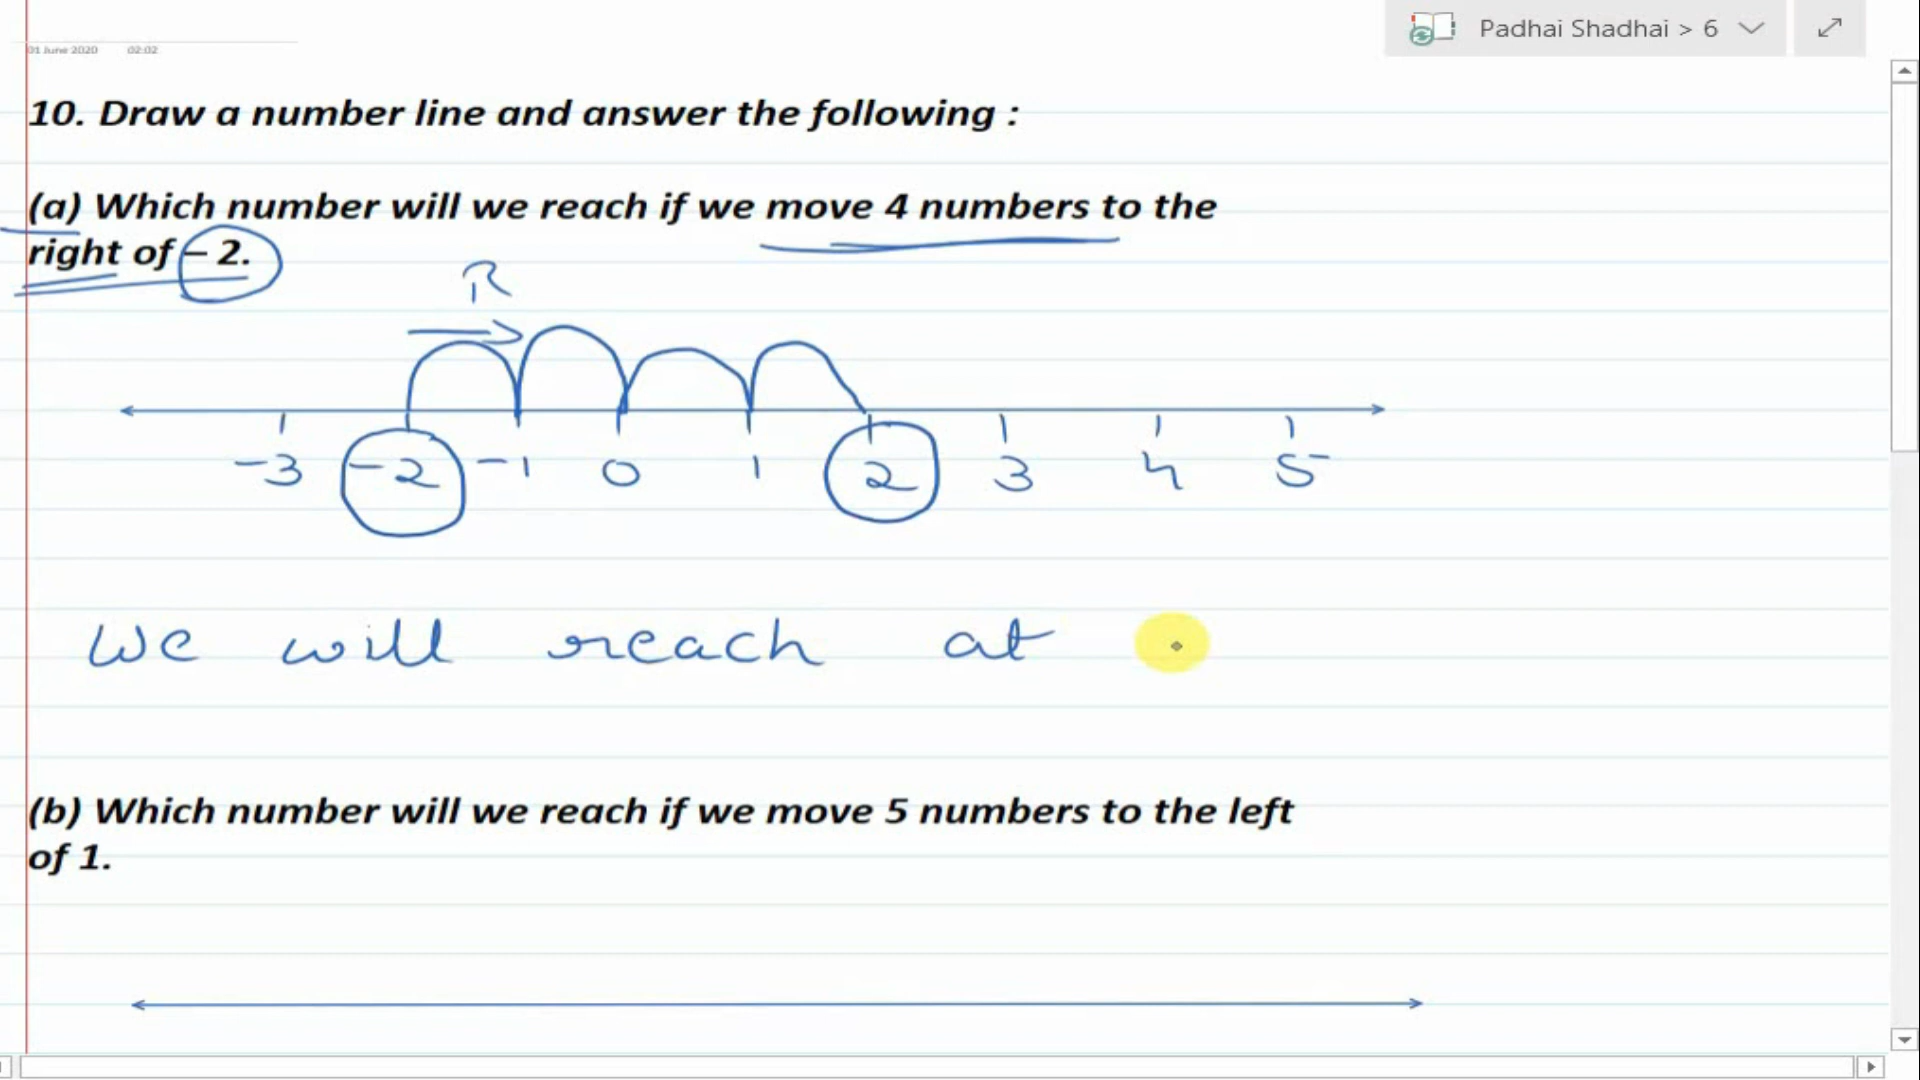 Padhai Shadhai > 6
01 June 2020 02:02
10. Draw a number line and answer the following :
(a) Which number will we reach if we move 4 numbers to the
right of – 2.
R
-3 -2 -1 0 1 2 3 4 5
We will reach at
(b) Which number will we reach if we move 5 numbers to the left
of 1.